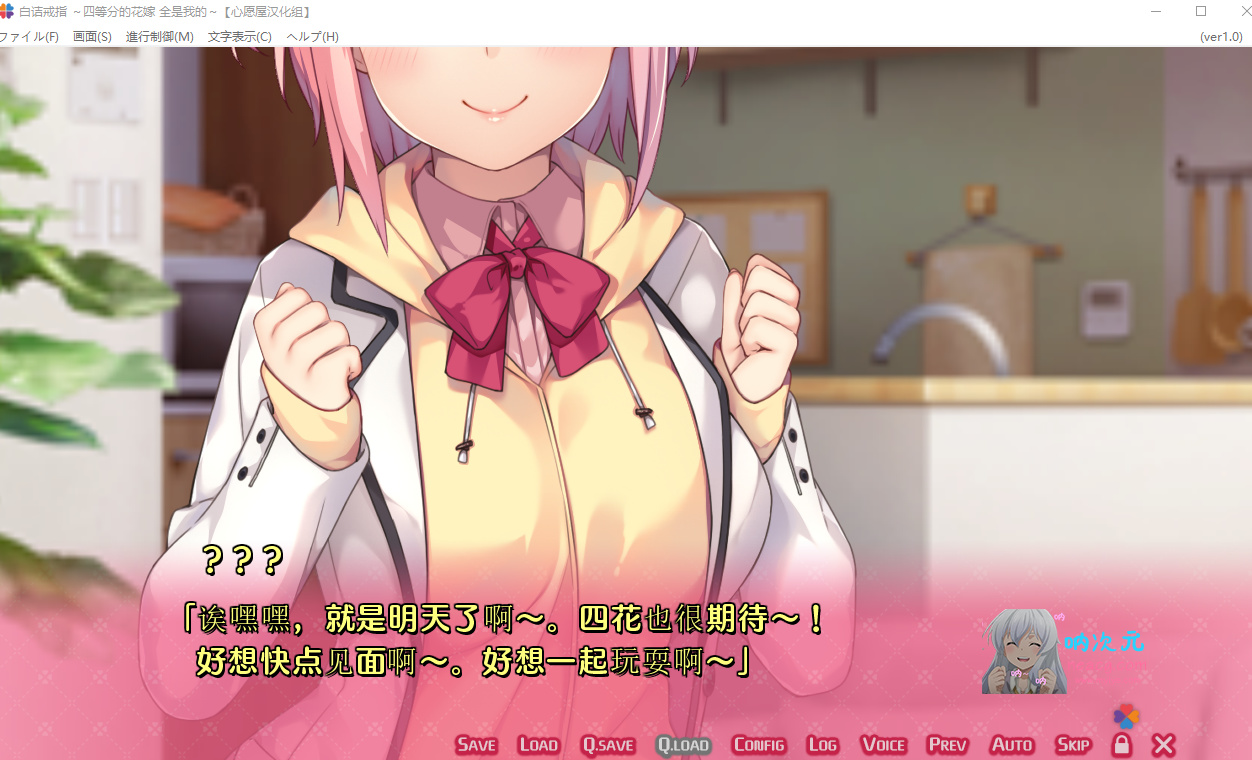 白诘戒指 ～四等分的花嫁 全是我的～【心愿屋汉化组】
ファイル(F) 画面(S) 進行制御(M) 文字表示(C) ヘルプ(H) (ver1.0)
？？？
「诶嘿嘿，就是明天了啊～。四花也很期待～！
好想快点见面啊～。好想一起玩耍啊～」
呐
呐次元
呐 呐
SAVE LOAD Q.SAVE Q.LOAD CONFIG LOG VOICE PREV AUTO SKIP